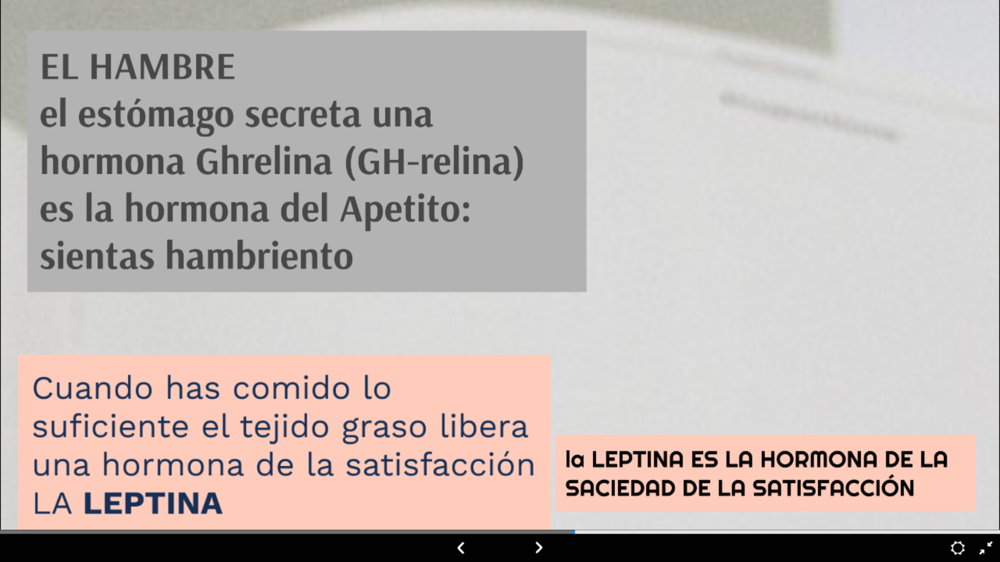 EL HAMBRE
el estómago secreta una
hormona Ghrelina (GH-relina)
es la hormona del Apetito:
sientas hambriento
Cuando has comido lo
suficiente el tejido graso libera
una hormona de la satisfacción
LA LEPTINA
la LEPTINA ES LA HORMONA DE LA
SACIEDAD DE LA SATISFACCIÓN